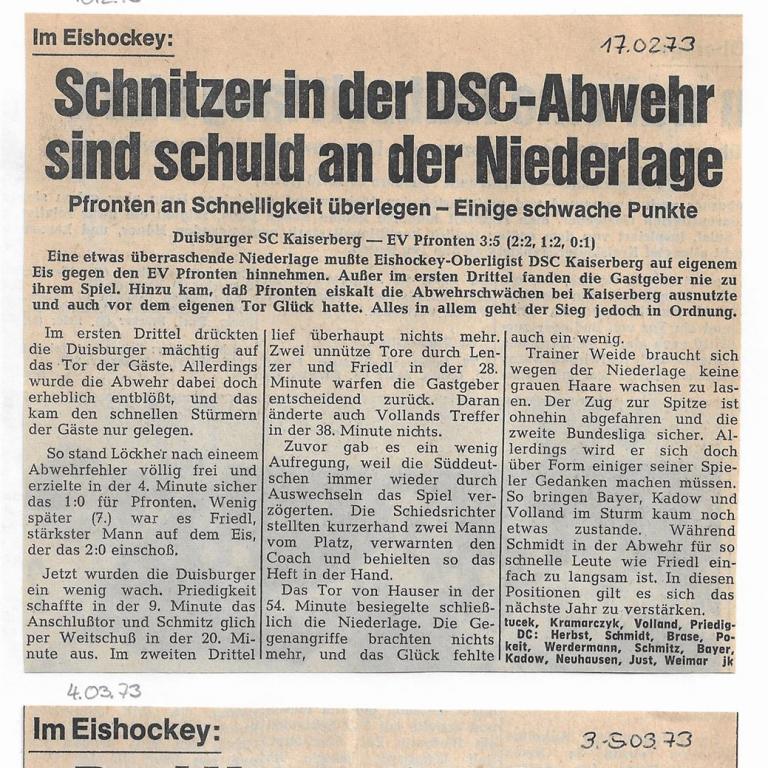 Im Eishockey:
17.02.73
Schnitzer in der DSC-Abwehr
sind schuld an der Niederlage
Pfronten an Schnelligkeit überlegen – Einige schwache Punkte
Duisburger SC Kaiserberg — EV Pfronten 3:5 (2:2, 1:2, 0:1)
Eine etwas überraschende Niederlage mußte Eishockey-Oberligist DSC Kaiserberg auf eigenem
Eis gegen den EV Pfronten hinnehmen. Außer im ersten Drittel fanden die Gastgeber nie zu
ihrem Spiel. Hinzu kam, daß Pfronten eiskalt die Abwehrschwächen bei Kaiserberg ausnutzte
und auch vor dem eigenen Tor Glück hatte. Alles in allem geht der Sieg jedoch in Ordnung.
Im ersten Drittel drückten
die Duisburger mächtig auf
das Tor der Gäste. Allerdings
wurde die Abwehr dabei doch
erheblich entblößt, und das
kam den schnellen Stürmern
der Gäste nur gelegen.
So stand Löckher nach eineem
Abwehrfehler völlig frei und
erzielte in der 4. Minute sicher
das 1:0 für Pfronten. Wenig
später (7.) war es Friedl,
stärkster Mann auf dem Eis,
der das 2:0 einschoß.
Jetzt wurden die Duisburger
ein wenig wach. Priedigkeit
schaffte in der 9. Minute das
Anschlußtor und Schmitz glich
per Weitschuß in der 20. Mi-
nute aus. Im zweiten Drittel
lief überhaupt nichts mehr.
Zwei unnütze Tore durch Len-
zer und Friedl in der 28.
Minute warfen die Gastgeber
entscheidend zurück. Daran
änderte auch Vollands Treffer
in der 38. Minute nichts.
Zuvor gab es ein wenig
Aufregung, weil die Süddeut-
schen immer wieder durch
Auswechseln das Spiel ver-
zögerten. Die Schiedsrichter
stellten kurzerhand zwei Mann
vom Platz, verwarnten den
Coach und behielten so das
Heft in der Hand.
Das Tor von Hauser in der
54. Minute besiegelte schließ-
lich die Niederlage. Die Ge-
genangriffe brachten nichts
mehr, und das Glück fehlte
auch ein wenig.
Trainer Weide braucht sich
wegen der Niederlage keine
grauen Haare wachsen zu las-
sen. Der Zug zur Spitze ist
ohnehin abgefahren und die
zweite Bundesliga sicher. Al-
lerdings wird er sich doch
über Form einiger seiner Spie-
ler Gedanken machen müssen.
So bringen Bayer, Kadow und
Volland im Sturm kaum noch
etwas zustande. Während
Schmidt in der Abwehr für so
schnelle Leute wie Friedl ein-
fach zu langsam ist. In diesen
Positionen gilt es sich das
nächste Jahr zu verstärken.
tucek, Kramarczyk, Volland, Priedig-
DC: Herbst, Schmidt, Brase, Po-
keit, Werdermann, Schmitz, Bayer,
Kadow, Neuhausen, Just, Weimar jk
4.03.73
Im Eishockey: